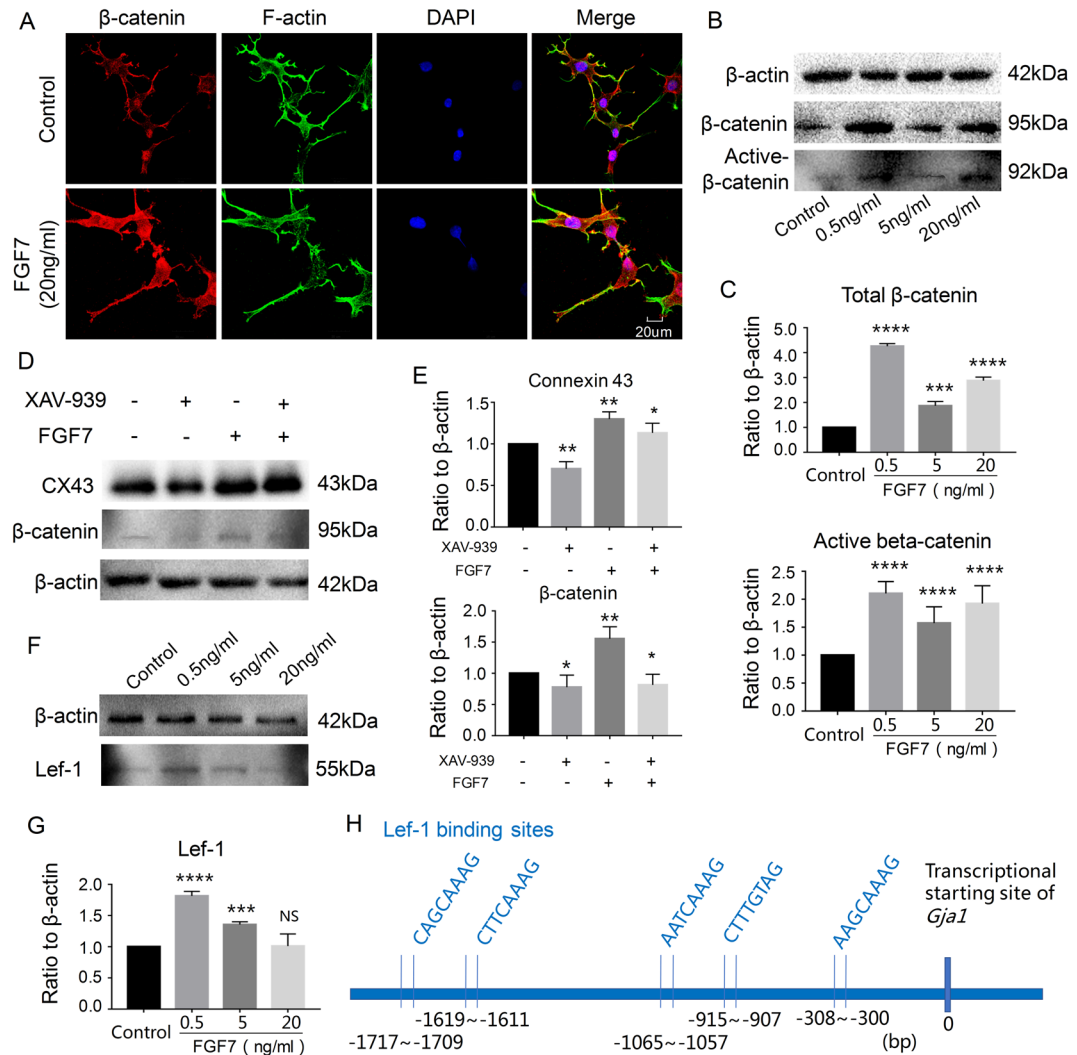 A
β-catenin
F-actin
DAPI
Merge
Control
FGF7
(20ng/ml)
20um
B
β-actin
42kDa
β-catenin
95kDa
Active-
β-catenin
92kDa
Control
0.5ng/ml
5ng/ml
20ng/ml
C
Total β-catenin
Ratio to β-actin
5.0
4.0
3.0
2.0
1.0
0.0
****
***
****
Control
0.5
5
20
FGF7 ( ng/ml)
Active beta-catenin
Ratio to β-actin
2.5
2.0
1.5
1.0
0.5
0.0
****
****
****
Control
0.5
5
20
FGF7 ( ng/ml)
D
XAV-939
- + - +
FGF7
- - + +
CX43
43kDa
β-catenin
95kDa
β-actin
42kDa
E
Connexin 43
Ratio to β-actin
1.5
1.0
0.5
0.0
**
**
*
XAV-939
- + - +
FGF7
- - + +
β-catenin
Ratio to β-actin
2.0
1.5
1.0
0.5
0.0
*
**
*
XAV-939
- + - +
FGF7
- - + +
F
Control
0.5ng/ml
5ng/ml
20ng/ml
β-actin
42kDa
Lef-1
55kDa
G
Lef-1
Ratio to β-actin
2.0
1.5
1.0
0.5
0.0
****
***
NS
Control
0.5
5
20
FGF7 ( ng/ml)
H
Lef-1 binding sites
CAGCAAAG
CTTCAAAG
AATCAAAG
CTTTGTAG
AAGCAAAG
Transcriptional
starting site of
Gja1
-1717~-1709
-1619~-1611
-1065~-1057
-915~-907
-308~-300
(bp)
0